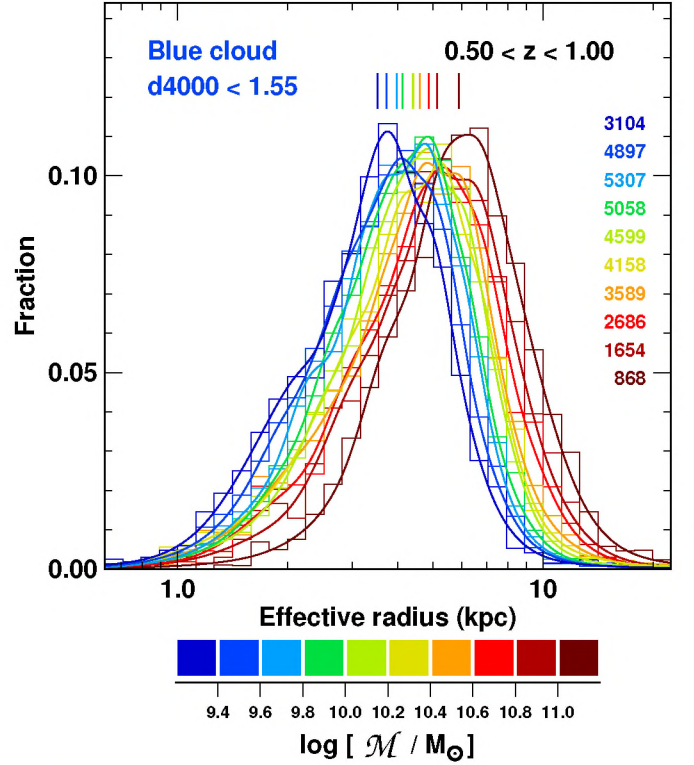 Blue cloud
d4000 < 1.55
0.50 < z < 1.00
3104
4897
5307
5058
4599
4158
3589
2686
1654
868
Fraction
0.10
0.05
0.00
1.0
10
Effective radius (kpc)
9.4 9.6 9.8 10.0 10.2 10.4 10.6 10.8 11.0
log [ ℳ / M⊙]